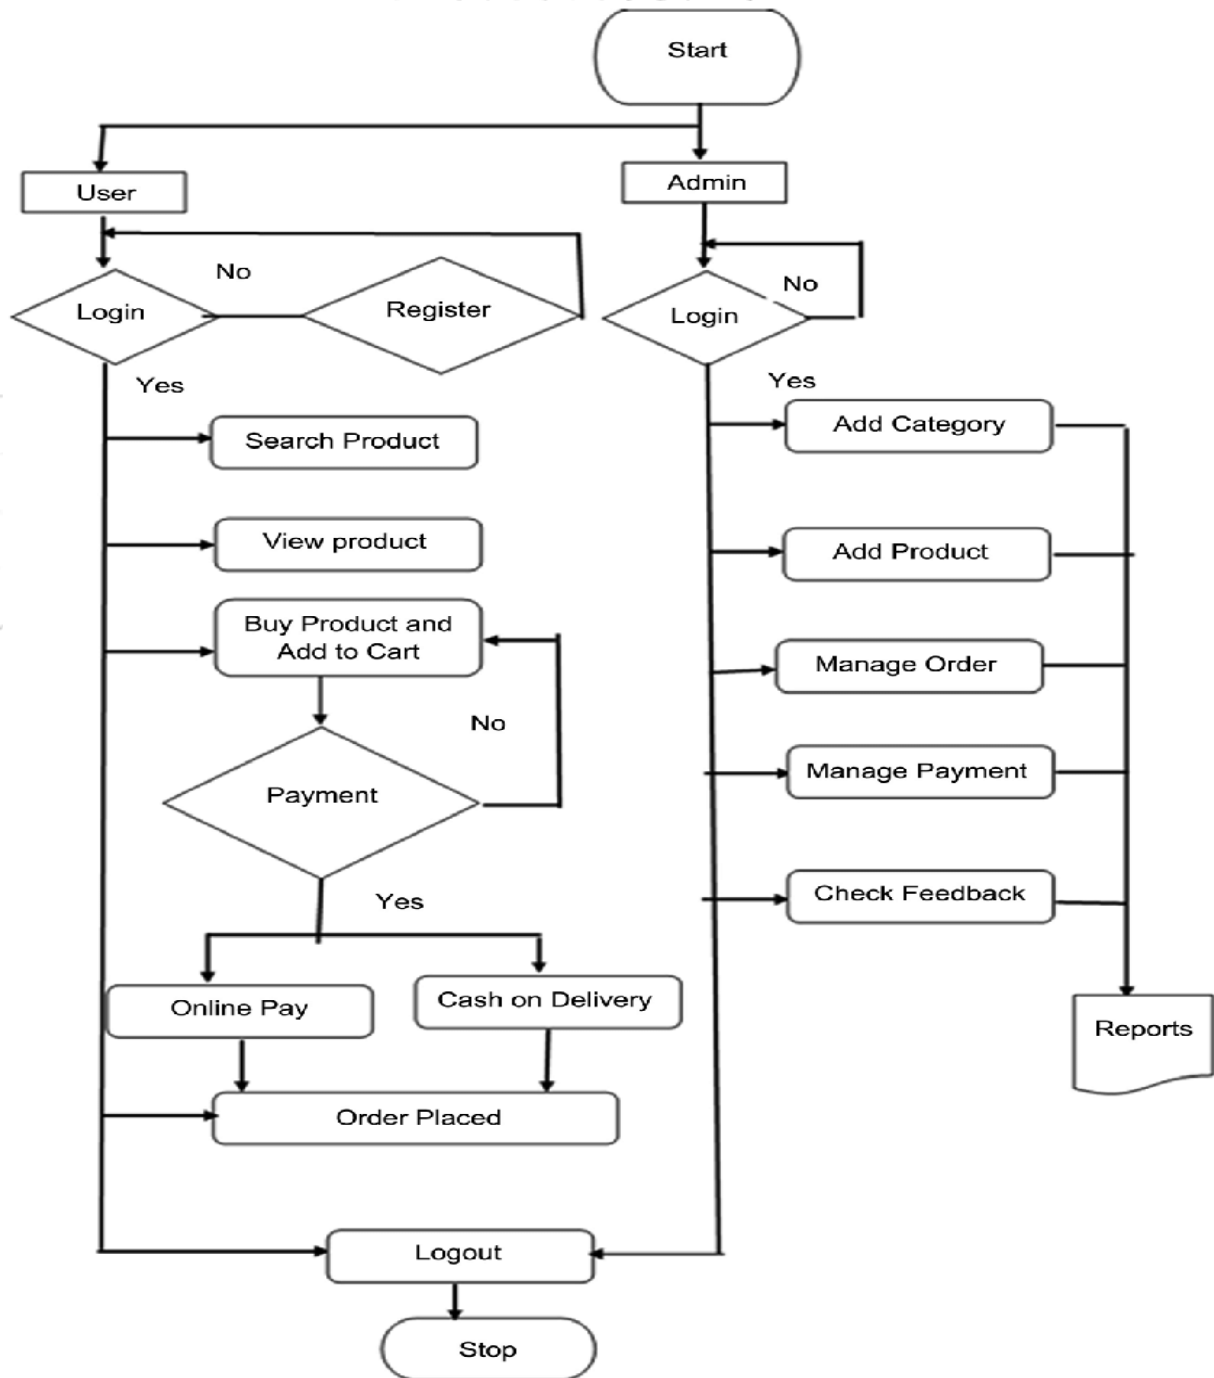 Start
User
Admin
No
Login
Register
No
Login
Yes
Yes
Search Product
Add Category
View product
Add Product
Buy Product and
Add to Cart
Manage Order
No
Payment
Manage Payment
Yes
Check Feedback
Online Pay
Cash on Delivery
Reports
Order Placed
Logout
Stop